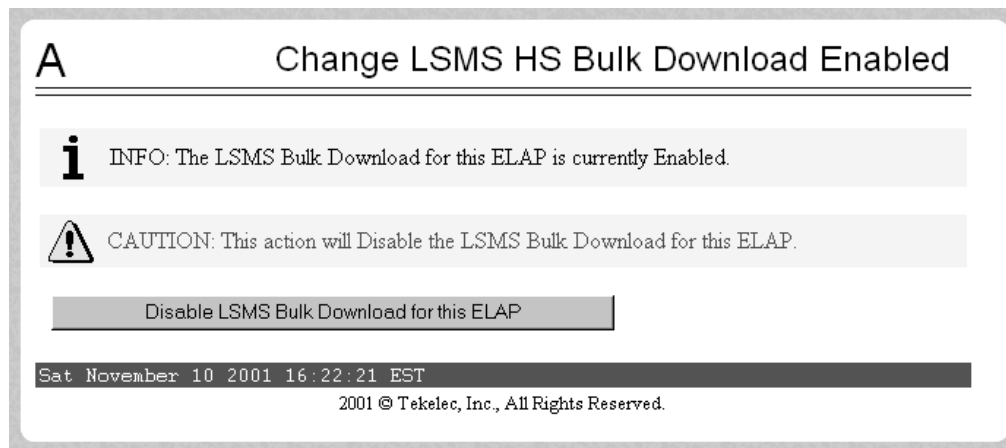 A
Change LSMS HS Bulk Download Enabled
i
INFO: The LSMS Bulk Download for this ELAP is currently Enabled.
!
CAUTION: This action will Disable the LSMS Bulk Download for this ELAP.
Disable LSMS Bulk Download for this ELAP
Sat November 10 2001 16:22:21 EST
2001 © Tekelec, Inc., All Rights Reserved.